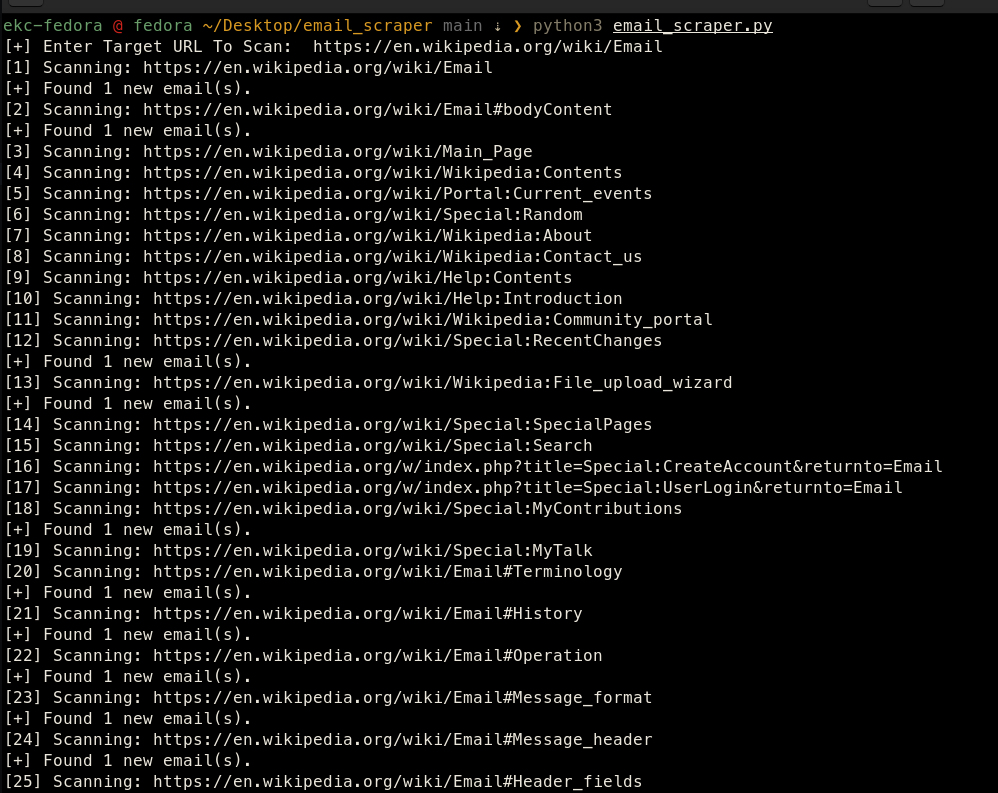 ekc-fedora @ fedora ~/Desktop/email_scraper main ⇣ ❯ python3 email_scraper.py
[+] Enter Target URL To Scan:  https://en.wikipedia.org/wiki/Email
[1] Scanning: https://en.wikipedia.org/wiki/Email
[+] Found 1 new email(s).
[2] Scanning: https://en.wikipedia.org/wiki/Email#bodyContent
[+] Found 1 new email(s).
[3] Scanning: https://en.wikipedia.org/wiki/Main_Page
[4] Scanning: https://en.wikipedia.org/wiki/Wikipedia:Contents
[5] Scanning: https://en.wikipedia.org/wiki/Portal:Current_events
[6] Scanning: https://en.wikipedia.org/wiki/Special:Random
[7] Scanning: https://en.wikipedia.org/wiki/Wikipedia:About
[8] Scanning: https://en.wikipedia.org/wiki/Wikipedia:Contact_us
[9] Scanning: https://en.wikipedia.org/wiki/Help:Contents
[10] Scanning: https://en.wikipedia.org/wiki/Help:Introduction
[11] Scanning: https://en.wikipedia.org/wiki/Wikipedia:Community_portal
[12] Scanning: https://en.wikipedia.org/wiki/Special:RecentChanges
[+] Found 1 new email(s).
[13] Scanning: https://en.wikipedia.org/wiki/Wikipedia:File_upload_wizard
[+] Found 1 new email(s).
[14] Scanning: https://en.wikipedia.org/wiki/Special:SpecialPages
[15] Scanning: https://en.wikipedia.org/wiki/Special:Search
[16] Scanning: https://en.wikipedia.org/w/index.php?title=Special:CreateAccount&returnto=Email
[17] Scanning: https://en.wikipedia.org/w/index.php?title=Special:UserLogin&returnto=Email
[18] Scanning: https://en.wikipedia.org/wiki/Special:MyContributions
[+] Found 1 new email(s).
[19] Scanning: https://en.wikipedia.org/wiki/Special:MyTalk
[20] Scanning: https://en.wikipedia.org/wiki/Email#Terminology
[+] Found 1 new email(s).
[21] Scanning: https://en.wikipedia.org/wiki/Email#History
[+] Found 1 new email(s).
[22] Scanning: https://en.wikipedia.org/wiki/Email#Operation
[+] Found 1 new email(s).
[23] Scanning: https://en.wikipedia.org/wiki/Email#Message_format
[+] Found 1 new email(s).
[24] Scanning: https://en.wikipedia.org/wiki/Email#Message_header
[+] Found 1 new email(s).
[25] Scanning: https://en.wikipedia.org/wiki/Email#Header_fields